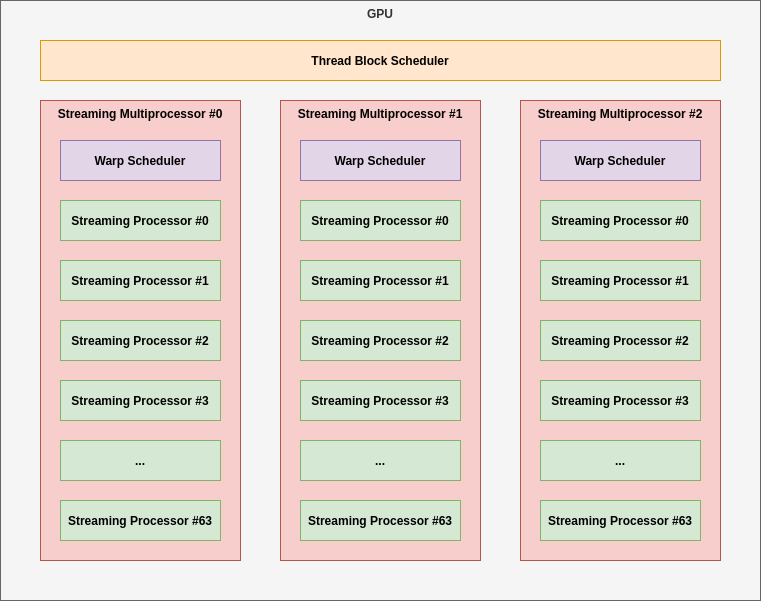 GPU
Thread Block Scheduler
Streaming Multiprocessor #0
Warp Scheduler
Streaming Processor #0
Streaming Processor #1
Streaming Processor #2
Streaming Processor #3
...
Streaming Processor #63
Streaming Multiprocessor #1
Warp Scheduler
Streaming Processor #0
Streaming Processor #1
Streaming Processor #2
Streaming Processor #3
...
Streaming Processor #63
Streaming Multiprocessor #2
Warp Scheduler
Streaming Processor #0
Streaming Processor #1
Streaming Processor #2
Streaming Processor #3
...
Streaming Processor #63